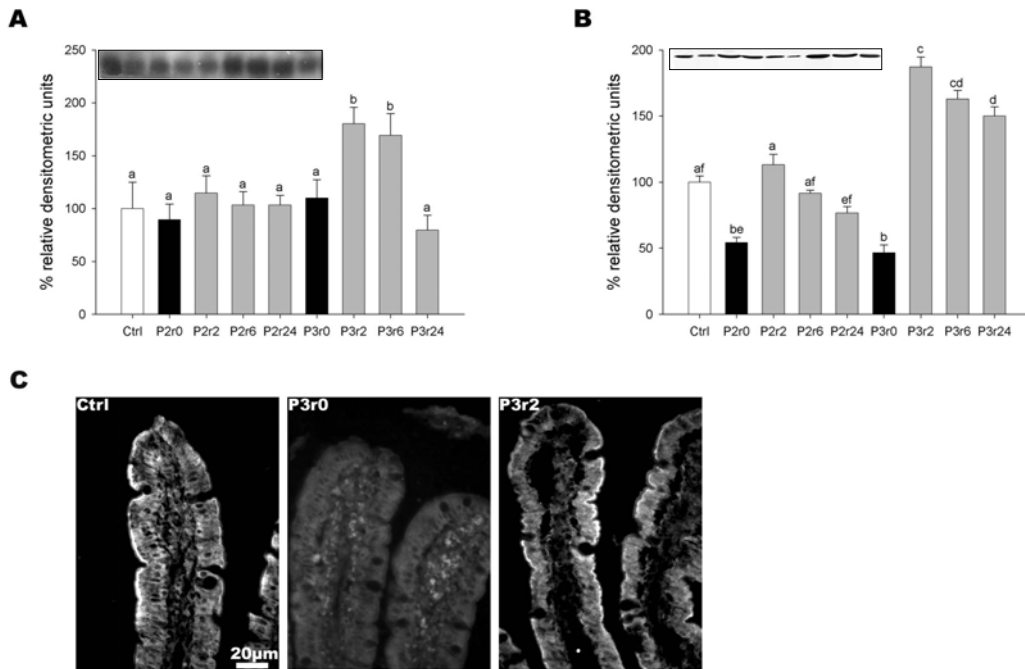 A
% relative densitometric units
250
200
150
100
50
0
a
a
a
a
a
a
b
b
a
Ctrl P2r0 P2r2 P2r6 P2r24 P3r0 P3r2 P3r6 P3r24
B
% relative densitometric units
200
150
100
50
0
af
be
a
af
ef
b
c
cd
d
Ctrl P2r0 P2r2 P2r6 P2r24 P3r0 P3r2 P3r6 P3r24
C
Ctrl
P3r0
P3r2
20µm